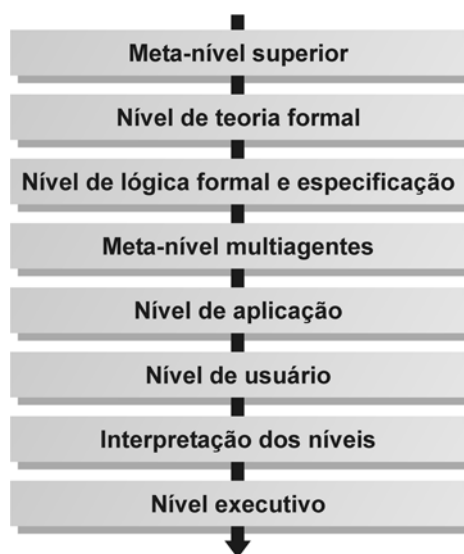 Meta-nível superior
Nível de teoria formal
Nível de lógica formal e especificação
Meta-nível multiagentes
Nível de aplicação
Nível de usuário
Interpretação dos níveis
Nível executivo